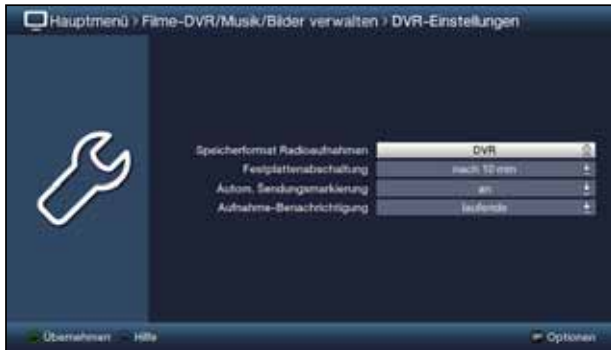 Hauptmenü > Filme-DVR/Musik/Bilder verwalten > DVR-Einstellungen
Speicherformat Radioaufnahmen DVR
Festplattenabschaltung nach 10 min
Autom. Sendungsmarkierung an
Aufnahme-Benachrichtigung laufende
Übernehmen Hilfe Optionen